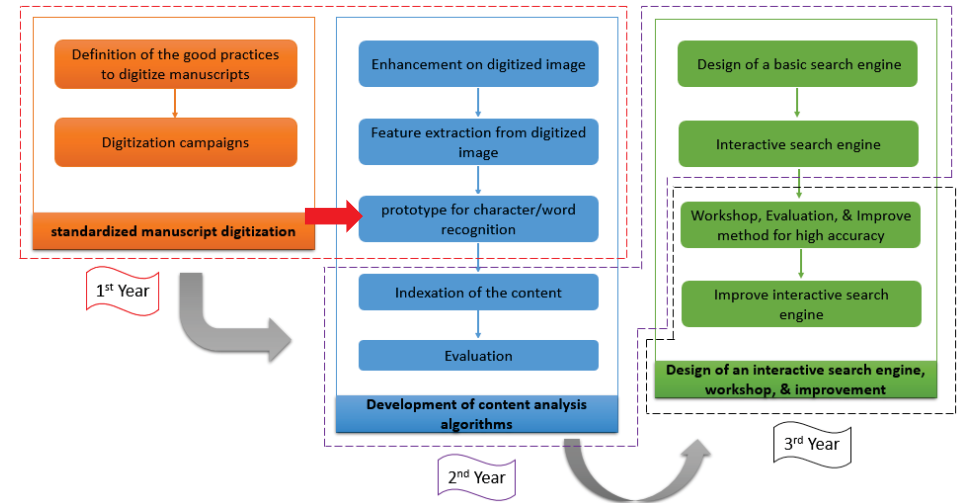 Definition of the good practices
to digitize manuscripts
Digitization campaigns
standardized manuscript digitization
1st Year
Enhancement on digitized image
Feature extraction from digitized
image
prototype for character/word
recognition
Indexation of the content
Evaluation
Development of content analysis
algorithms
2nd Year
Design of a basic search engine
Interactive search engine
Workshop, Evaluation, & Improve
method for high accuracy
Improve interactive search
engine
Design of an interactive search engine,
workshop, & improvement
3rd Year